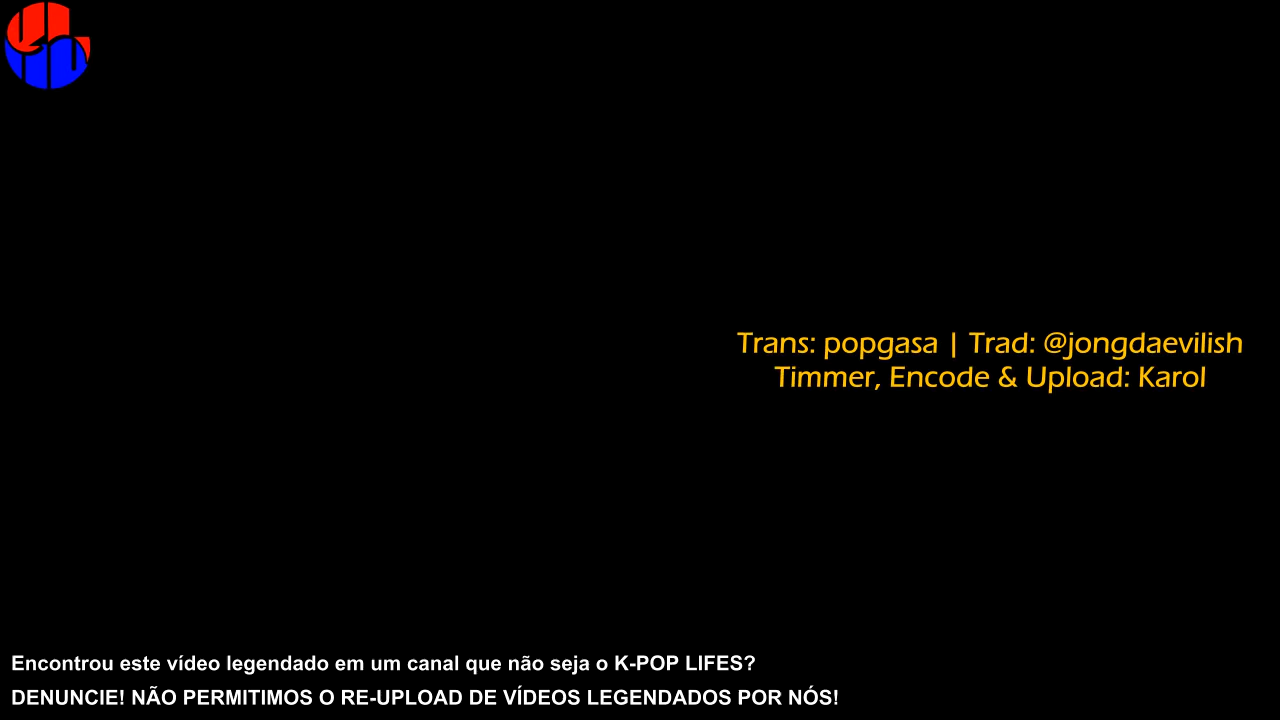 Trans: popgasa | Trad: @jongdaevilish
Timmer, Encode & Upload: Karol
Encontrou este vídeo legendado em um canal que não seja o K-POP LIFES?
DENUNCIE! NÃO PERMITIMOS O RE-UPLOAD DE VÍDEOS LEGENDADOS POR NÓS!